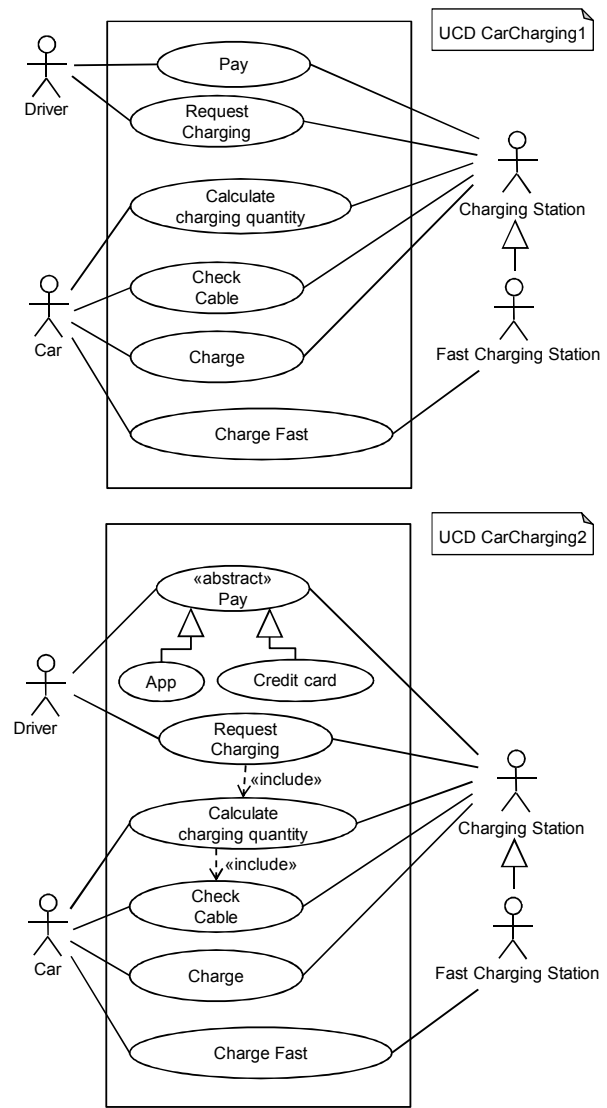 UCD CarCharging1
Pay
Driver
Request
Charging
Calculate
charging quantity
Charging Station
Check
Cable
Car
Charge
Fast Charging Station
Charge Fast
UCD CarCharging2
«abstract»
Pay
App
Credit card
Driver
Request
Charging
«include»
Calculate
charging quantity
Charging Station
«include»
Check
Cable
Car
Charge
Fast Charging Station
Charge Fast